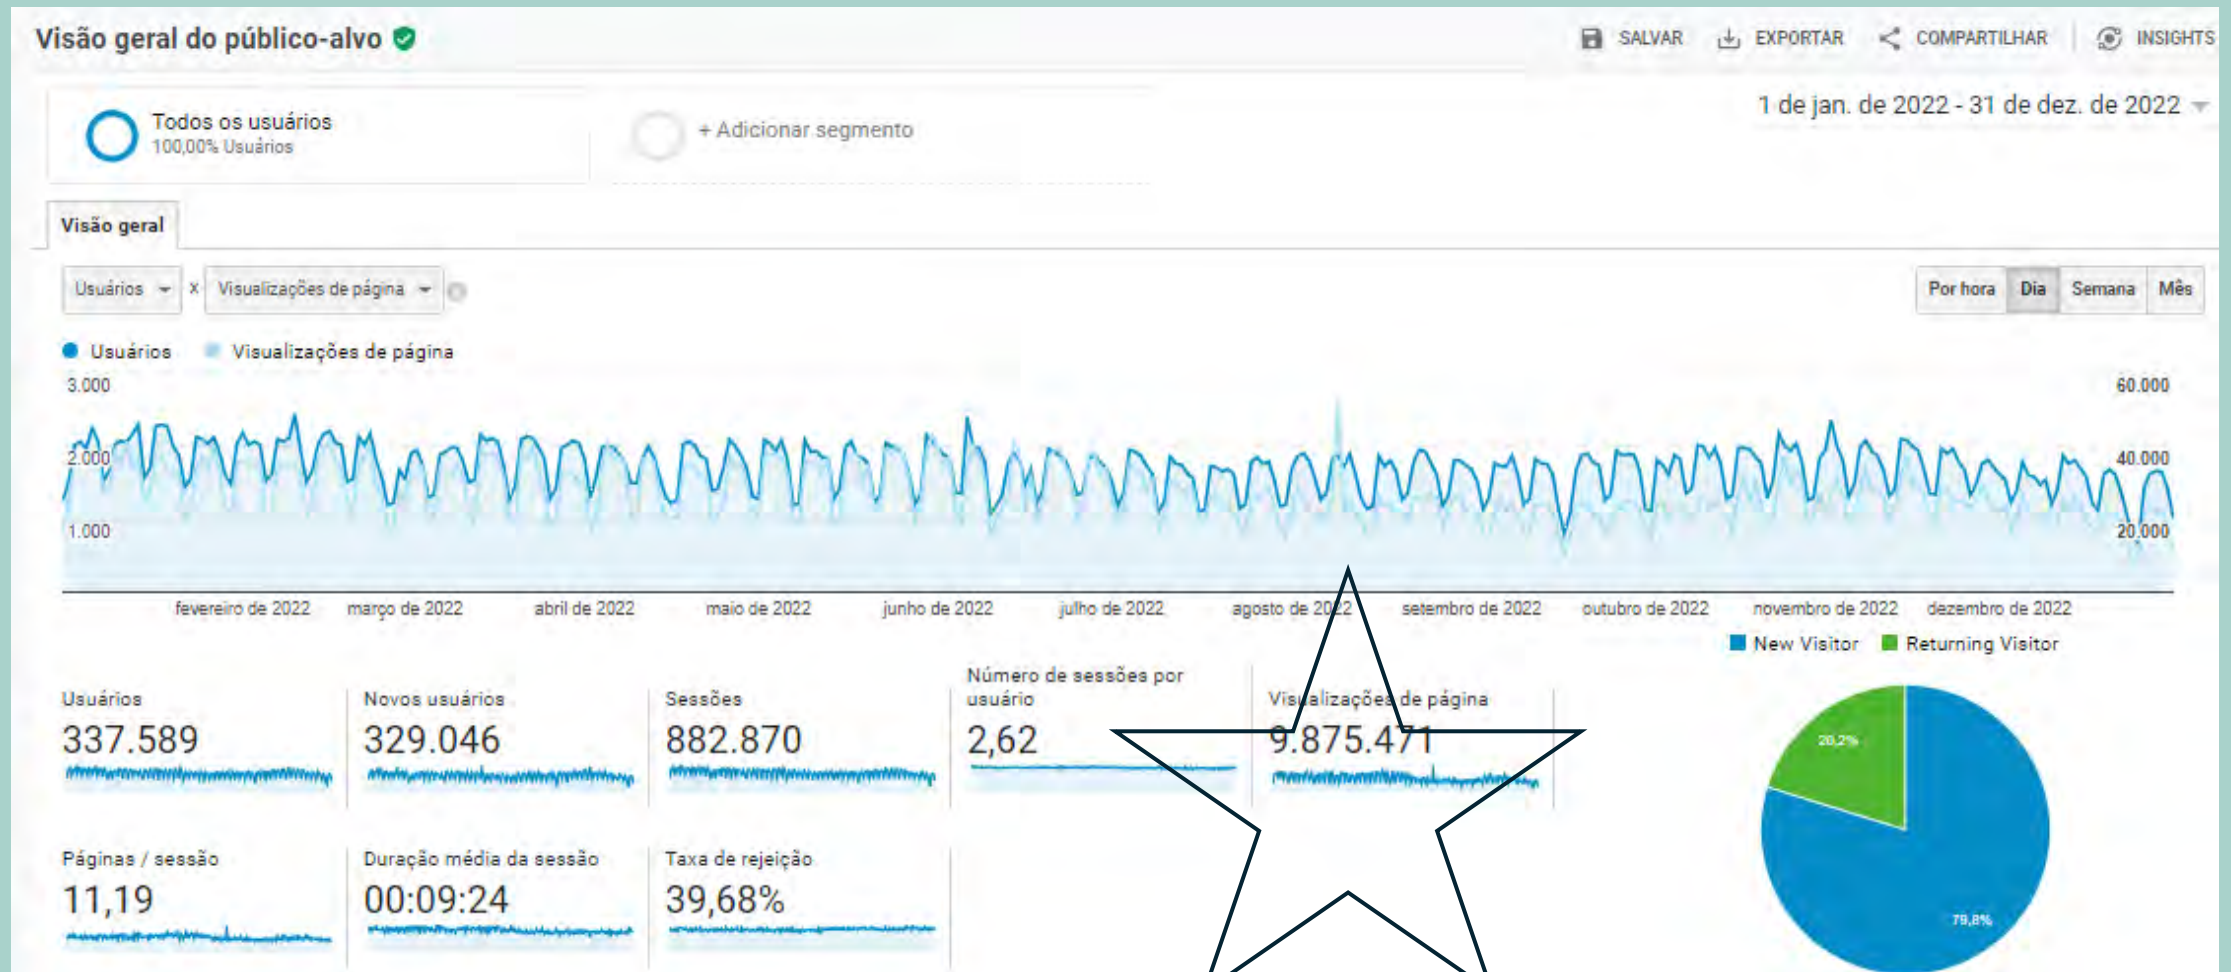 Visão geral do público-alvo
SALVAR EXPORTAR COMPARTILHAR INSIGHTS
1 de jan. de 2022 - 31 de dez. de 2022
Todos os usuários
100,00% Usuários
+ Adicionar segmento
Visão geral
Usuários x Visualizações de página
Por hora Dia Semana Mês
Usuários Visualizações de página
3.000 60.000
2.000 40.000
1.000 20.000
fevereiro de 2022 março de 2022 abril de 2022 maio de 2022 junho de 2022 julho de 2022 agosto de 2022 setembro de 2022 outubro de 2022 novembro de 2022 dezembro de 2022
New Visitor Returning Visitor
Usuários
337.589
Novos usuários
329.046
Sessões
882.870
Número de sessões por
usuário
2,62
Visualizações de página
9.875.471
20,2%
79,8%
Páginas / sessão
11,19
Duração média da sessão
00:09:24
Taxa de rejeição
39,68%